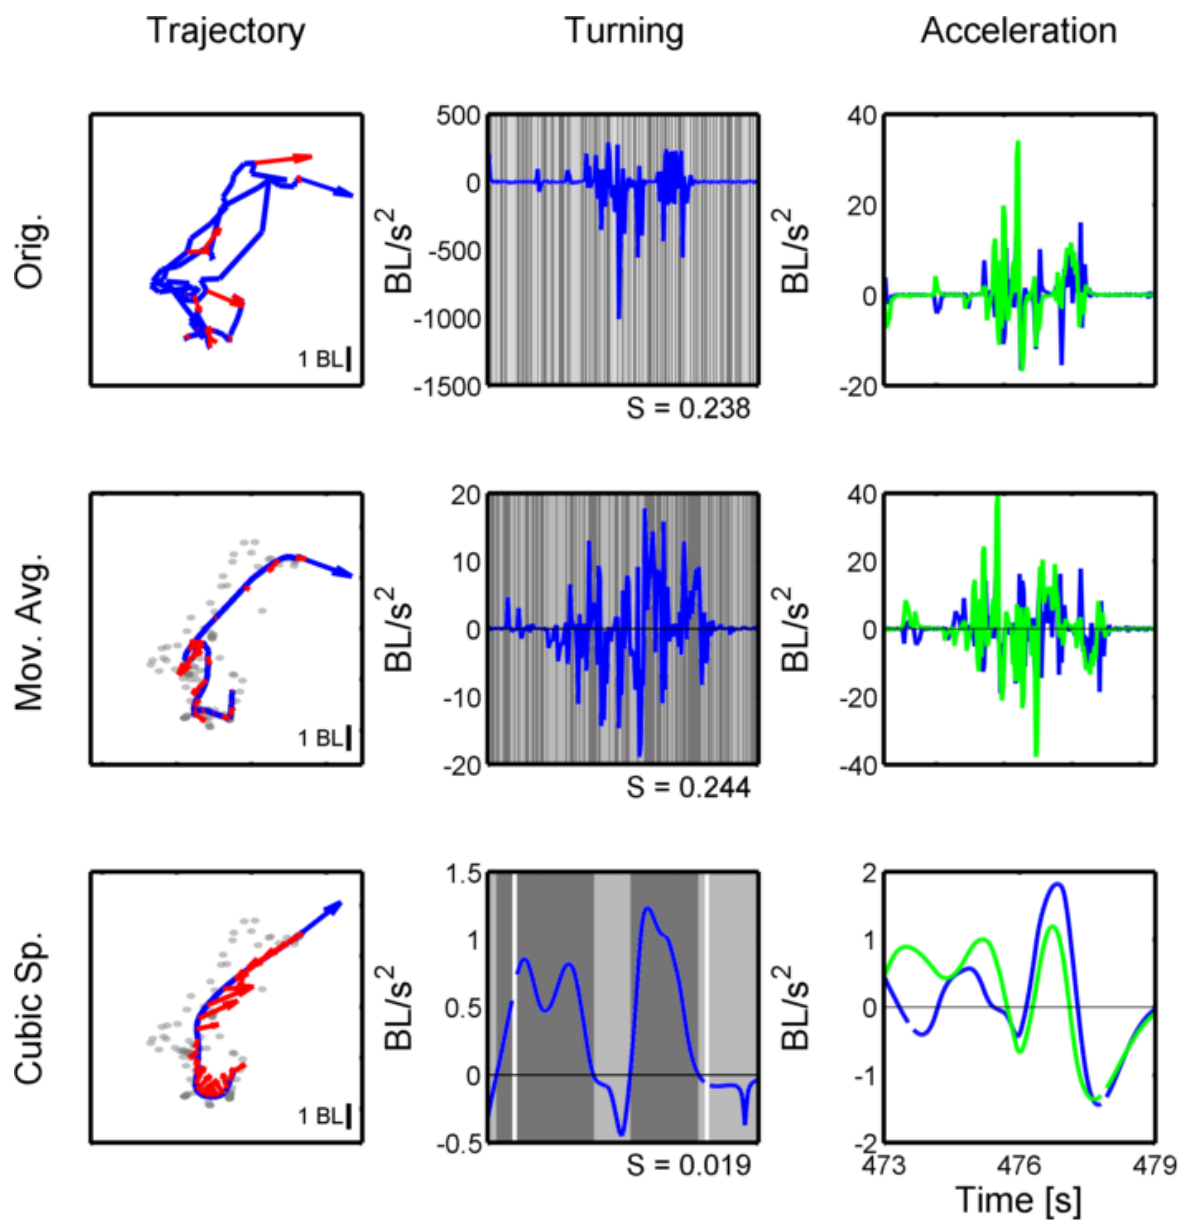 Trajectory Turning Acceleration
Orig.
1 BL
BL/s²
500
0
-500
-1000
-1500
S = 0.238
BL/s²
40
20
0
-20
Mov. Avg.
1 BL
BL/s²
20
10
0
-10
-20
S = 0.244
BL/s²
40
20
0
-20
-40
Cubic Sp.
1 BL
BL/s²
1.5
1
0.5
0
-0.5
S = 0.019
BL/s²
2
1
0
-1
-2
473 476 479
Time [s]